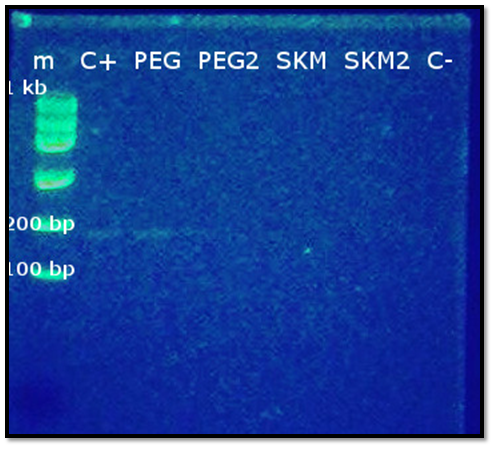 m C+ PEG PEG2 SKM SKM2 C-
1 kb
200 bp
100 bp